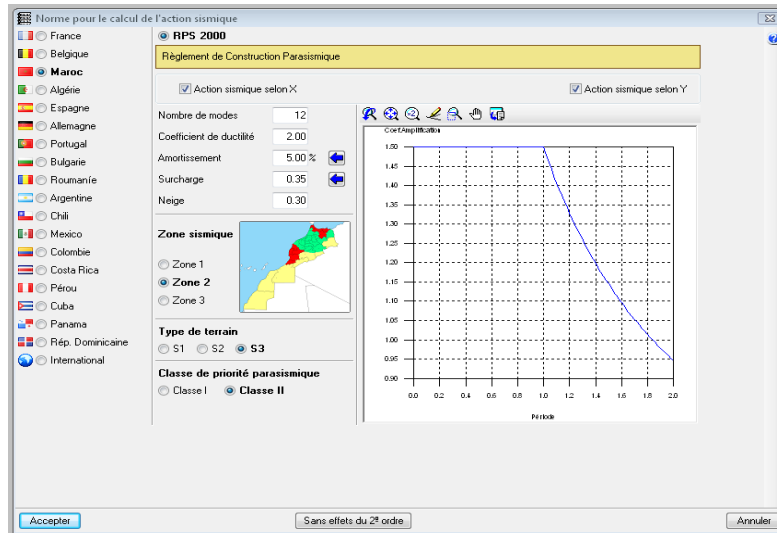 Norme pour le calcul de l'action sismique
France
Belgique
Maroc
Algérie
Espagne
Allemagne
Portugal
Bulgarie
Roumaníe
Argentine
Chili
Mexico
Colombie
Costa Rica
Pérou
Cuba
Panama
Rép. Dominicaine
International
RPS 2000
Règlement de Construction Parasismique
Action sismique selon X
Action sismique selon Y
Nombre de modes 12
Coefficient de ductilité 2.00
Amortissement 5.00 %
Surcharge 0.35
Neige 0.30
Zone sismique
Zone 1
Zone 2
Zone 3
Type de terrain
S1 S2 S3
Classe de priorité parasismique
Classe I Classe II
Coef.Amplification
1.50
1.45
1.40
1.35
1.30
1.25
1.20
1.15
1.10
1.05
1.00
0.95
0.90
0.0 0.2 0.4 0.6 0.8 1.0 1.2 1.4 1.6 1.8 2.0
Période
Accepter
Sans effets du 2ª ordre
Annuler